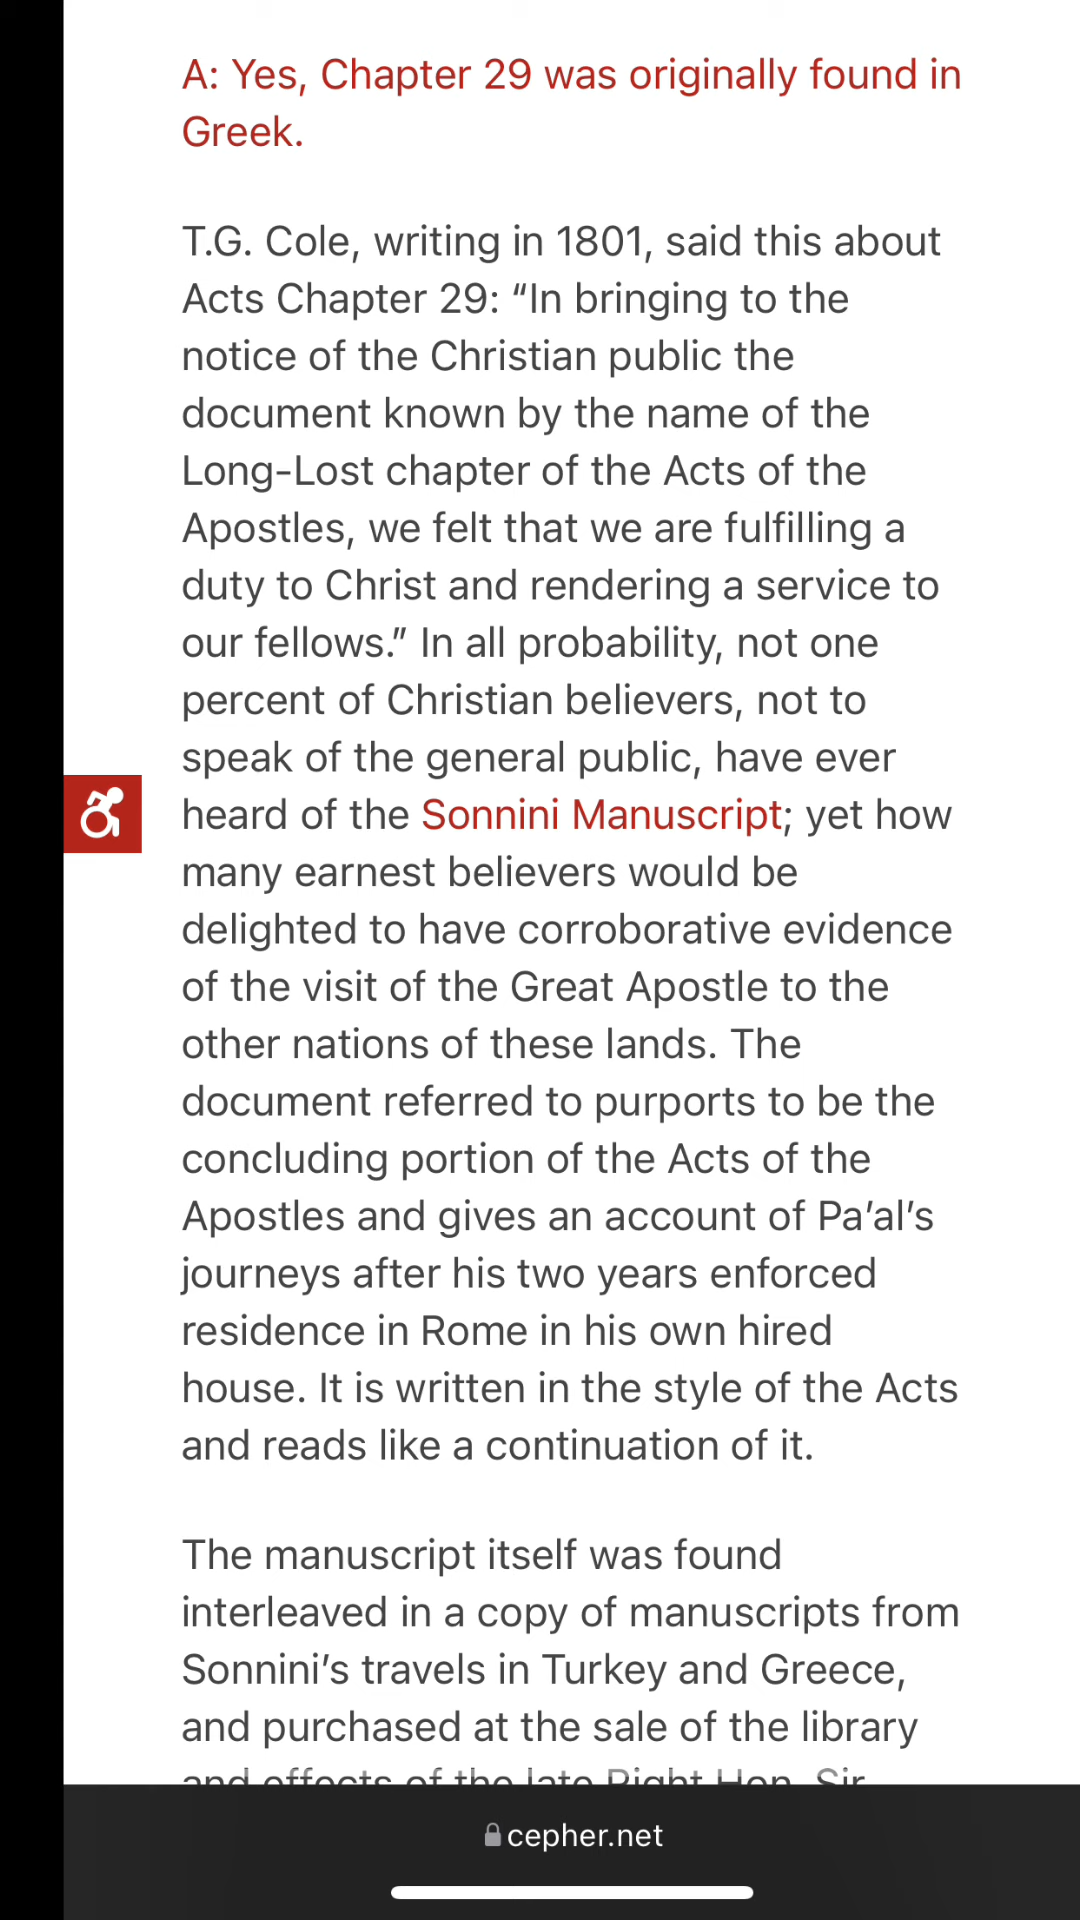 A: Yes, Chapter 29 was originally found in
Greek.
T.G. Cole, writing in 1801, said this about
Acts Chapter 29: “In bringing to the
notice of the Christian public the
document known by the name of the
Long-Lost chapter of the Acts of the
Apostles, we felt that we are fulfilling a
duty to Christ and rendering a service to
our fellows.” In all probability, not one
percent of Christian believers, not to
speak of the general public, have ever
heard of the Sonnini Manuscript; yet how
many earnest believers would be
delighted to have corroborative evidence
of the visit of the Great Apostle to the
other nations of these lands. The
document referred to purports to be the
concluding portion of the Acts of the
Apostles and gives an account of Pa’al’s
journeys after his two years enforced
residence in Rome in his own hired
house. It is written in the style of the Acts
and reads like a continuation of it.
The manuscript itself was found
interleaved in a copy of manuscripts from
Sonnini’s travels in Turkey and Greece,
and purchased at the sale of the library
and effects of the late Right Hon. Sir
cepher.net